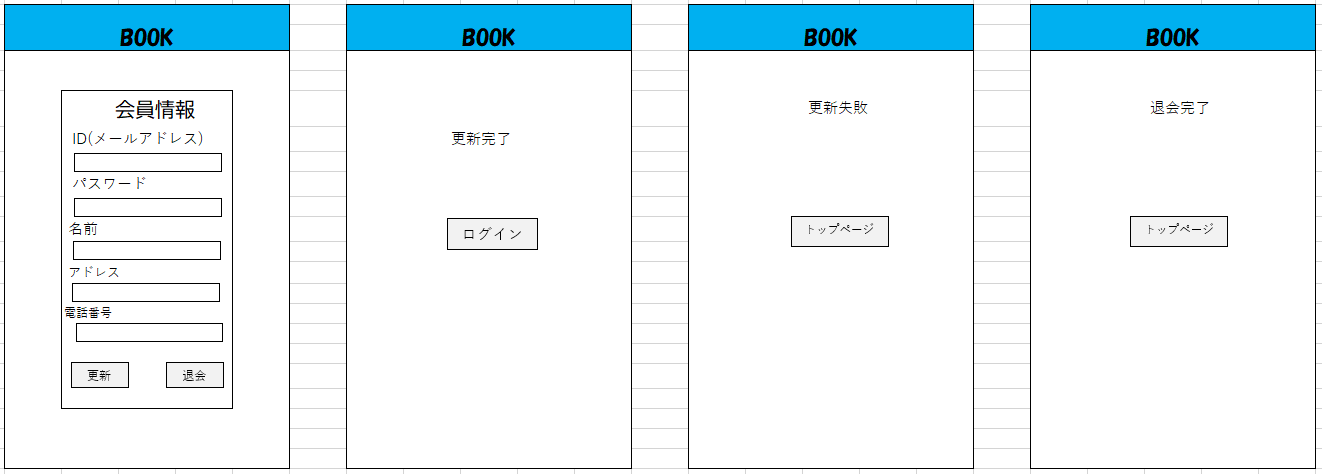 BOOK
会員情報
ID(メールアドレス)
パスワード
名前
アドレス
電話番号
更新
退会
BOOK
更新完了
ログイン
BOOK
更新失敗
トップページ
BOOK
退会完了
トップページ